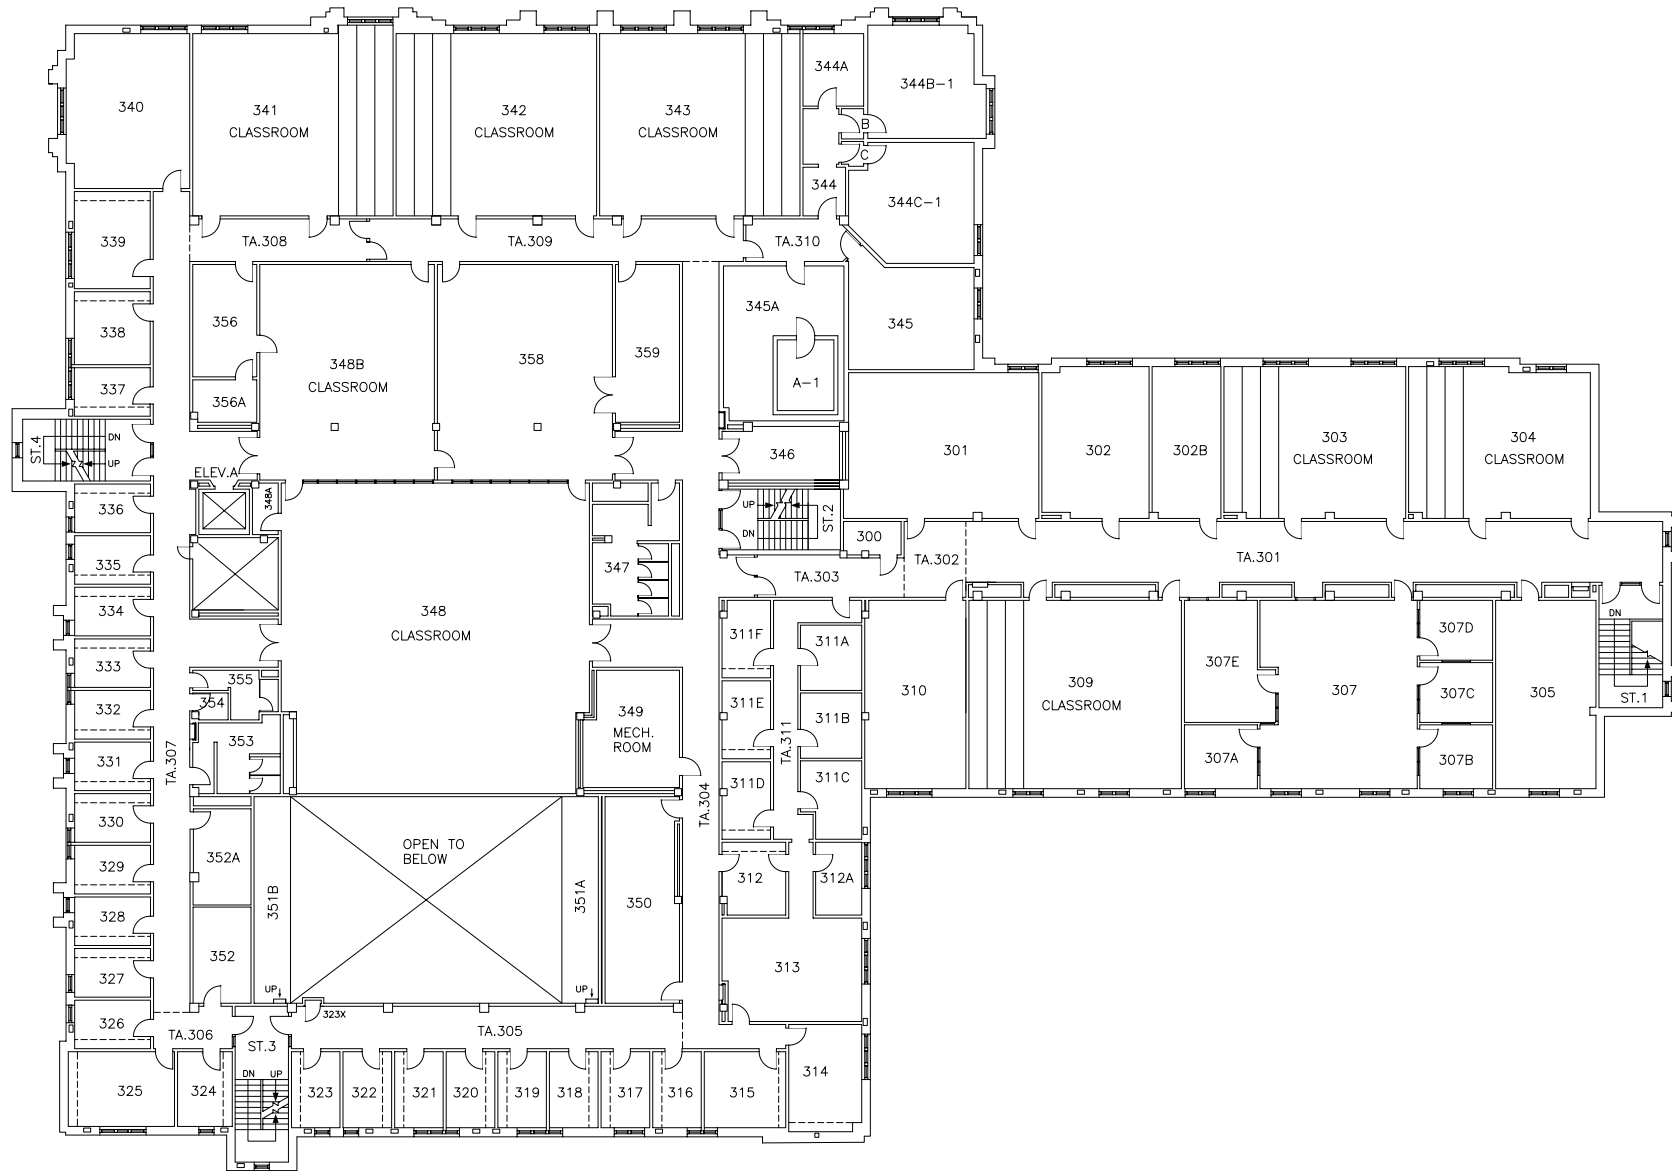 344A
344B-1
340
341
CLASSROOM
342
CLASSROOM
343
CLASSROOM
B
C
344
344C-1
339
TA.308
TA.309
TA.310
345A
356
338
345
358
359
348B
CLASSROOM
337
356A
A-1
ST.4
DN
UP
301
302
302B
303
CLASSROOM
304
CLASSROOM
346
ELEV.A
348A
336
UP
DN
ST.2
300
335
347
TA.303
TA.302
TA.301
334
348
CLASSROOM
DN
311F
311A
307D
333
307E
355
354
332
349
MECH.
ROOM
311E
311B
310
309
CLASSROOM
307
307C
305
ST.1
353
TA.311
331
TA.307
311D
311C
307A
307B
TA.304
330
OPEN TO
BELOW
329
352A
312
312A
351B
351A
350
328
352
327
313
UP
UP
326
323X
TA.306
TA.305
ST.3
DN
UP
325
324
323
322
321
320
319
318
317
316
315
314